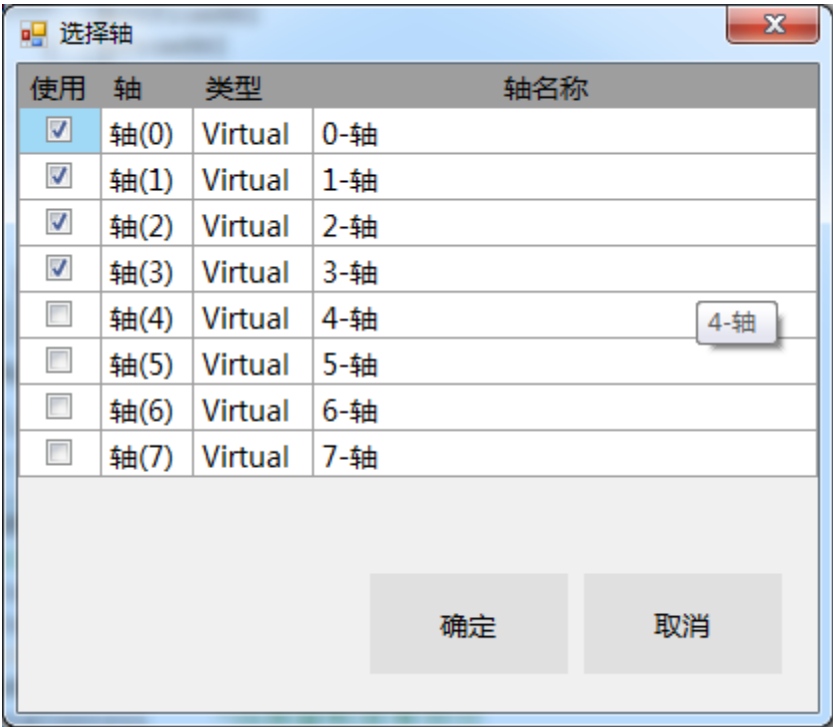 选择轴
使用 轴 类型 轴名称
轴(0) Virtual 0-轴
轴(1) Virtual 1-轴
轴(2) Virtual 2-轴
轴(3) Virtual 3-轴
轴(4) Virtual 4-轴 4-轴
轴(5) Virtual 5-轴
轴(6) Virtual 6-轴
轴(7) Virtual 7-轴
确定 取消